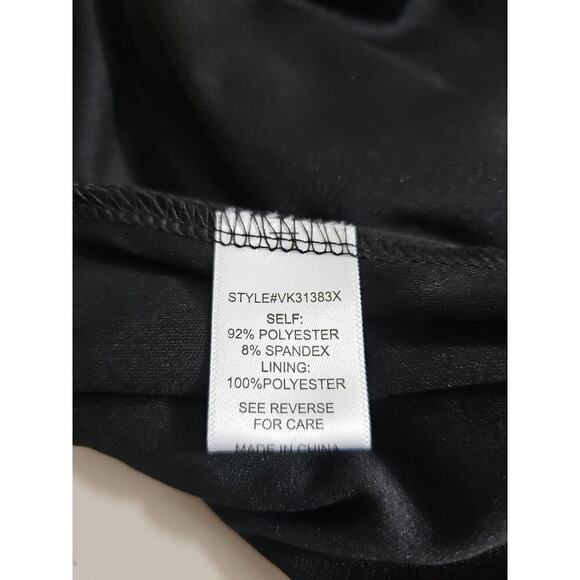 STYLE#VK31383X
SELF:
92% POLYESTER
8% SPANDEX
LINING:
100%POLYESTER
SEE REVERSE
FOR CARE
MADE IN CHINA